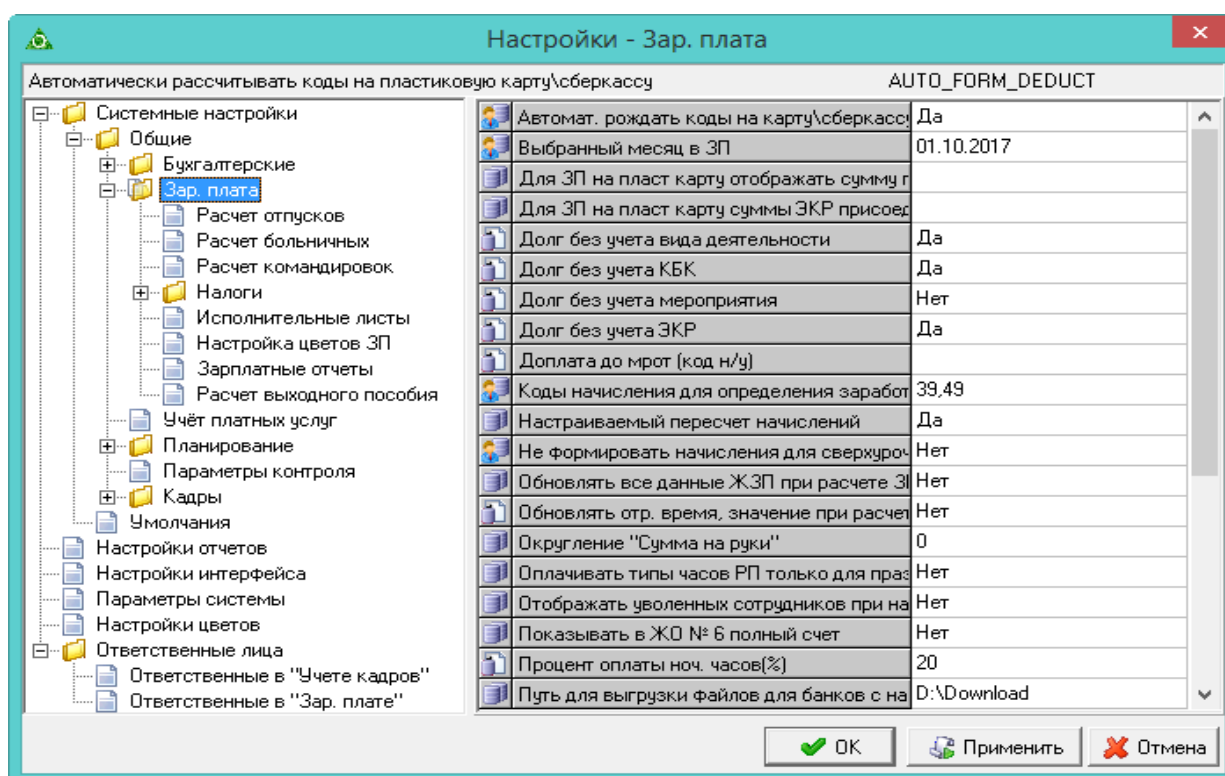 Настройки - Зар. плата
Автоматически рассчитывать коды на пластиковую карту\сберкассу AUTO_FORM_DEDUCT
Системные настройки
Общие
Бухгалтерские
Зар. плата
Расчет отпусков
Расчет больничных
Расчет командировок
Налоги
Исполнительные листы
Настройка цветов ЗП
Зарплатные отчеты
Расчет выходного пособия
Учёт платных услуг
Планирование
Параметры контроля
Кадры
Умолчания
Настройки отчетов
Настройки интерфейса
Параметры системы
Настройки цветов
Ответственные лица
Ответственные в "Учете кадров"
Ответственные в "Зар. плате"
Автомат. рождать коды на карту\сберкассу Да
Выбранный месяц в ЗП 01.10.2017
Для ЗП на пласт карту отображать сумму г
Для ЗП на пласт карту суммы ЭКР присоед
Долг без учета вида деятельности Да
Долг без учета КБК Да
Долг без учета мероприятия Нет
Долг без учета ЭКР Да
Доплата до мрот (код н/у)
Коды начисления для определения заработ 39,49
Настраиваемый пересчет начислений Да
Не формировать начисления для сверхуроч Нет
Обновлять все данные ЖЗП при расчете ЗП Нет
Обновлять отр. время, значение при расчет Нет
Округление "Сумма на руки" 0
Оплачивать типы часов РП только для праз Нет
Отображать уволенных сотрудников при на Нет
Показывать в ЖО № 6 полный счет Нет
Процент оплаты ноч. часов(%) 20
Путь для выгрузки файлов для банков с на D:\Download
OK Применить Отмена